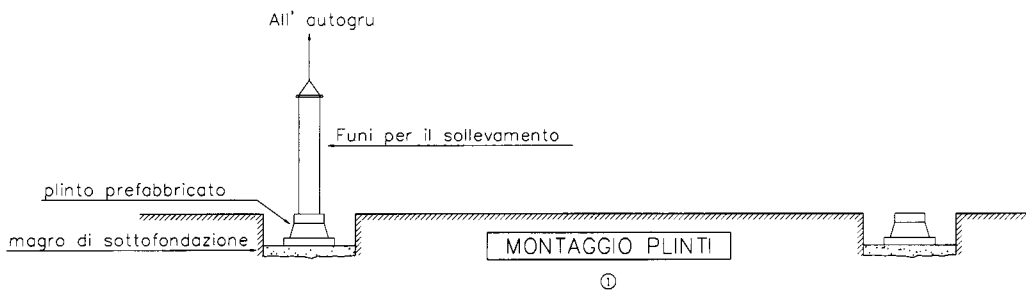 All' autogru
Funi per il sollevamento
plinto prefabbricato
magro di sottofondazione
MONTAGGIO PLINTI
1